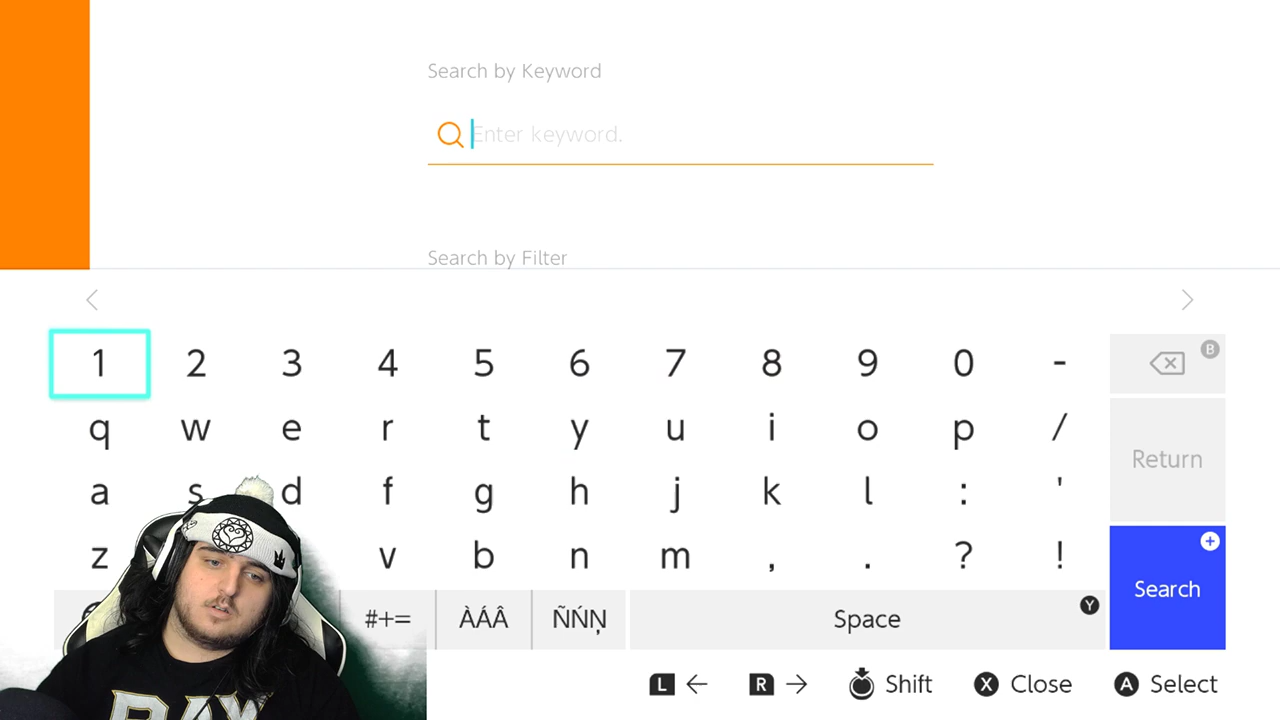 Search by Keyword
Enter keyword.
Search by Filter
1 2 3 4 5 6 7 8 9 0 -
B
q w e r t y u i o p /
Return
a s d f g h j k l : '
z v b n m , . ? !
+
Search
#+= ÀÁÂ ÑŃŅ Space Y
L ← R → Shift X Close A Select